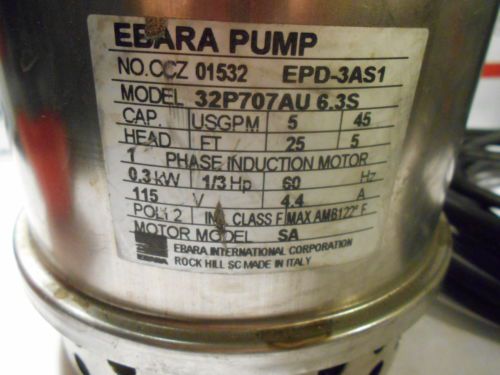 EBARA PUMP
NO.CCZ 01532 EPD-3AS1
MODEL 32P707AU 6.3S
CAP. USGPM 5 45
HEAD FT 25 5
1 PHASE INDUCTION MOTOR
0.3 kW 1/3 Hp 60 Hz
115 V 4.4 A
POLE 2 CLASS F MAX AMB122° F
MOTOR MODEL SA
EBARA INTERNATIONAL CORPORATION
ROCK HILL SC MADE IN ITALY